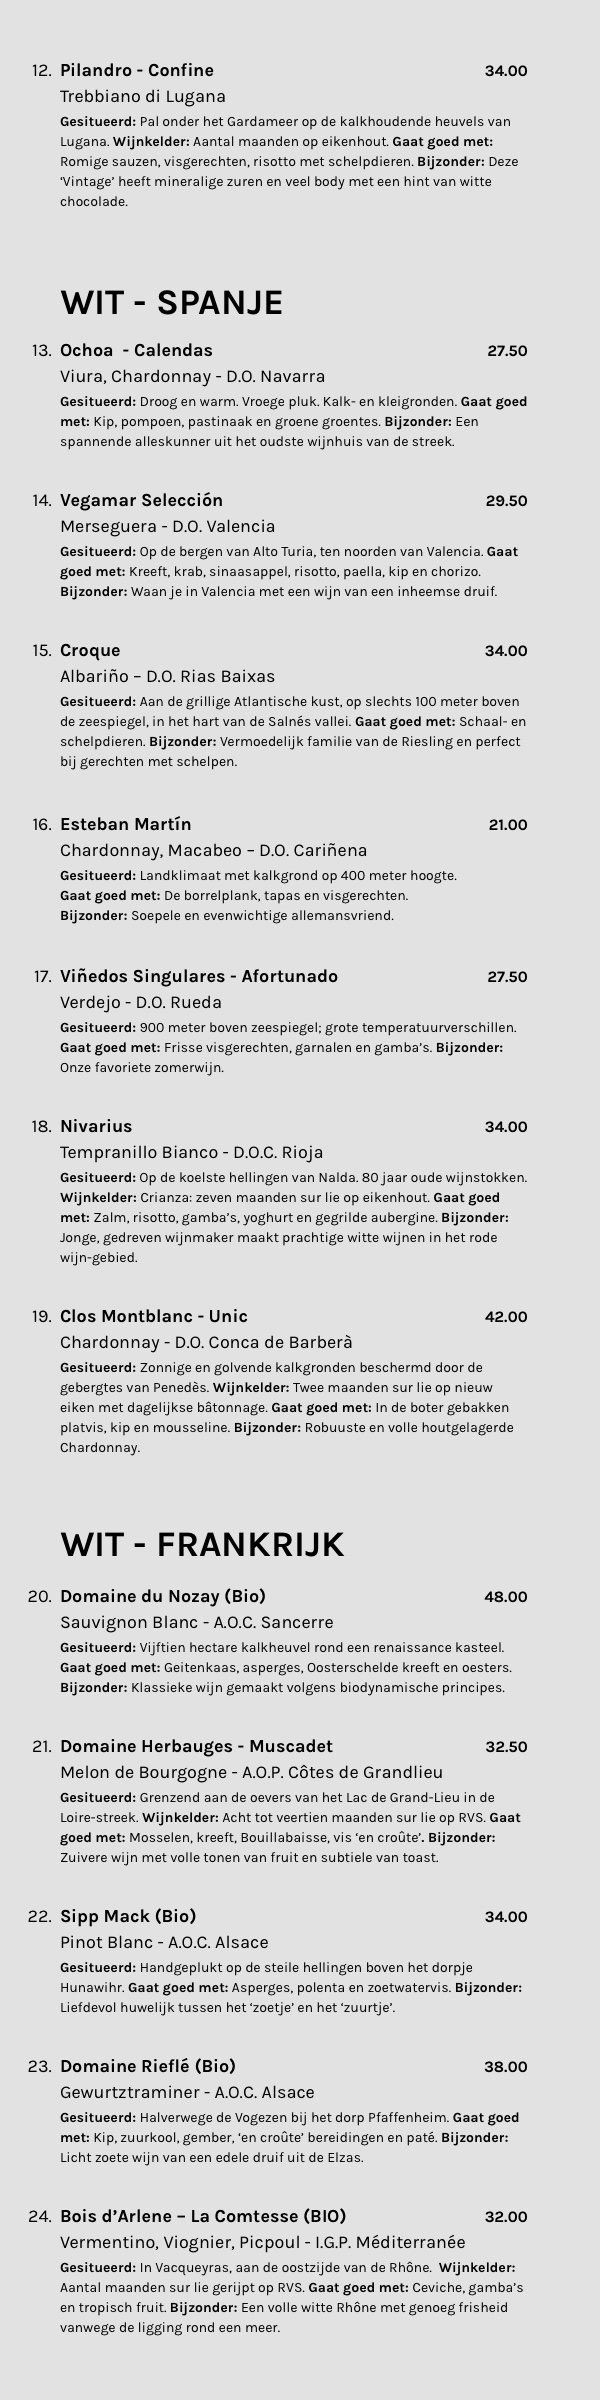 12. Pilandro - Confine 34.00
Trebbiano di Lugana
Gesitueerd: Pal onder het Gardameer op de kalkhoudende heuvels van
Lugana. Wijnkelder: Aantal maanden op eikenhout. Gaat goed met:
Romige sauzen, visgerechten, risotto met schelpdieren. Bijzonder: Deze
‘Vintage’ heeft mineralige zuren en veel body met een hint van witte
chocolade.
WIT - SPANJE
13. Ochoa - Calendas 27.50
Viura, Chardonnay - D.O. Navarra
Gesitueerd: Droog en warm. Vroege pluk. Kalk- en kleigronden. Gaat goed
met: Kip, pompoen, pastinaak en groene groentes. Bijzonder: Een
spannende alleskunner uit het oudste wijnhuis van de streek.
14. Vegamar Selección 29.50
Merseguera - D.O. Valencia
Gesitueerd: Op de bergen van Alto Turia, ten noorden van Valencia. Gaat
goed met: Kreeft, krab, sinaasappel, risotto, paella, kip en chorizo.
Bijzonder: Waan je in Valencia met een wijn van een inheemse druif.
15. Croque 34.00
Albariño – D.O. Rias Baixas
Gesitueerd: Aan de grillige Atlantische kust, op slechts 100 meter boven
de zeespiegel, in het hart van de Salnés vallei. Gaat goed met: Schaal- en
schelpdieren. Bijzonder: Vermoedelijk familie van de Riesling en perfect
bij gerechten met schelpen.
16. Esteban Martín 21.00
Chardonnay, Macabeo – D.O. Cariñena
Gesitueerd: Landklimaat met kalkgrond op 400 meter hoogte.
Gaat goed met: De borrelplank, tapas en visgerechten.
Bijzonder: Soepele en evenwichtige allemansvriend.
17. Viñedos Singulares - Afortunado 27.50
Verdejo - D.O. Rueda
Gesitueerd: 900 meter boven zeespiegel; grote temperatuurverschillen.
Gaat goed met: Frisse visgerechten, garnalen en gamba’s. Bijzonder:
Onze favoriete zomerwijn.
18. Nivarius 34.00
Tempranillo Bianco - D.O.C. Rioja
Gesitueerd: Op de koelste hellingen van Nalda. 80 jaar oude wijnstokken.
Wijnkelder: Crianza: zeven maanden sur lie op eikenhout. Gaat goed
met: Zalm, risotto, gamba’s, yoghurt en gegrilde aubergine. Bijzonder:
Jonge, gedreven wijnmaker maakt prachtige witte wijnen in het rode
wijn-gebied.
19. Clos Montblanc - Unic 42.00
Chardonnay - D.O. Conca de Barberà
Gesitueerd: Zonnige en golvende kalkgronden beschermd door de
gebergtes van Penedès. Wijnkelder: Twee maanden sur lie op nieuw
eiken met dagelijkse bâtonnage. Gaat goed met: In de boter gebakken
platvis, kip en mousseline. Bijzonder: Robuuste en volle houtgelagerde
Chardonnay.
WIT - FRANKRIJK
20. Domaine du Nozay (Bio) 48.00
Sauvignon Blanc - A.O.C. Sancerre
Gesitueerd: Vijftien hectare kalkheuvel rond een renaissance kasteel.
Gaat goed met: Geitenkaas, asperges, Oosterschelde kreeft en oesters.
Bijzonder: Klassieke wijn gemaakt volgens biodynamische principes.
21. Domaine Herbauges - Muscadet 32.50
Melon de Bourgogne - A.O.P. Côtes de Grandlieu
Gesitueerd: Grenzend aan de oevers van het Lac de Grand-Lieu in de
Loire-streek. Wijnkelder: Acht tot veertien maanden sur lie op RVS. Gaat
goed met: Mosselen, kreeft, Bouillabaisse, vis ‘en croûte’. Bijzonder:
Zuivere wijn met volle tonen van fruit en subtiele van toast.
22. Sipp Mack (Bio) 34.00
Pinot Blanc - A.O.C. Alsace
Gesitueerd: Handgeplukt op de steile hellingen boven het dorpje
Hunawihr. Gaat goed met: Asperges, polenta en zoetwatervis. Bijzonder:
Liefdevol huwelijk tussen het ‘zoetje’ en het ‘zuurtje’.
23. Domaine Rieflé (Bio) 38.00
Gewurtztraminer - A.O.C. Alsace
Gesitueerd: Halverwege de Vogezen bij het dorp Pfaffenheim. Gaat goed
met: Kip, zuurkool, gember, ‘en croûte’ bereidingen en paté. Bijzonder:
Licht zoete wijn van een edele druif uit de Elzas.
24. Bois d’Arlene – La Comtesse (BIO) 32.00
Vermentino, Viognier, Picpoul - I.G.P. Méditerranée
Gesitueerd: In Vacqueyras, aan de oostzijde van de Rhône. Wijnkelder:
Aantal maanden sur lie gerijpt op RVS. Gaat goed met: Ceviche, gamba’s
en tropisch fruit. Bijzonder: Een volle witte Rhône met genoeg frisheid
vanwege de ligging rond een meer.